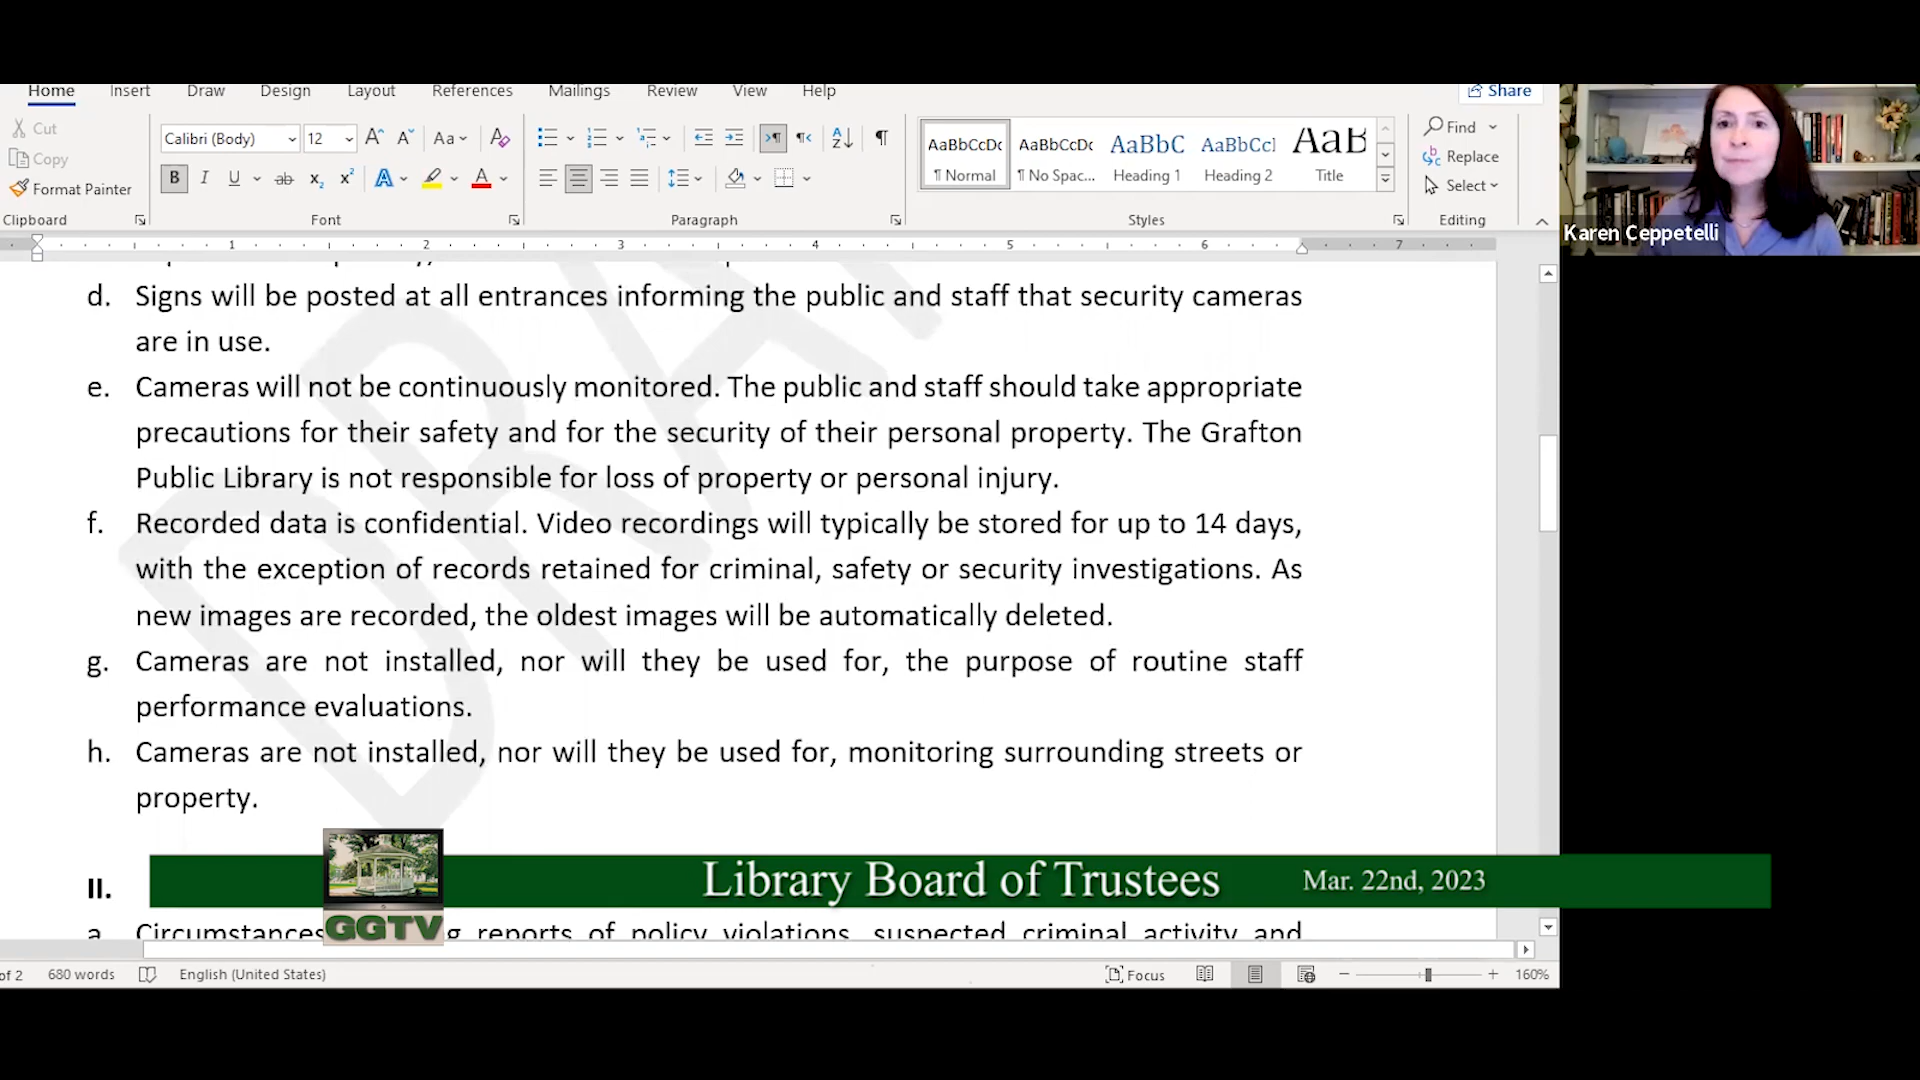 Home Insert Draw Design Layout References Mailings Review View Help Share
Cut
Copy
Format Painter
Clipboard
Calibri (Body) 12
Font
Paragraph
AaBbCcDc AaBbCcDc AaBbC AaBbCcl AaB
¶ Normal ¶ No Spac... Heading 1 Heading 2 Title
Styles
Find
Replace
Select
Editing
Karen Ceppetelli
1 2 3 4 5 6 7
d. Signs will be posted at all entrances informing the public and staff that security cameras
are in use.
e. Cameras will not be continuously monitored. The public and staff should take appropriate
precautions for their safety and for the security of their personal property. The Grafton
Public Library is not responsible for loss of property or personal injury.
f. Recorded data is confidential. Video recordings will typically be stored for up to 14 days,
with the exception of records retained for criminal, safety or security investigations. As
new images are recorded, the oldest images will be automatically deleted.
g. Cameras are not installed, nor will they be used for, the purpose of routine staff
performance evaluations.
h. Cameras are not installed, nor will they be used for, monitoring surrounding streets or
property.
II.
Library Board of Trustees Mar. 22nd, 2023
GGTV
a. Circumstances reports of policy violations, suspected criminal activity and
of 2 680 words English (United States) Focus 160%